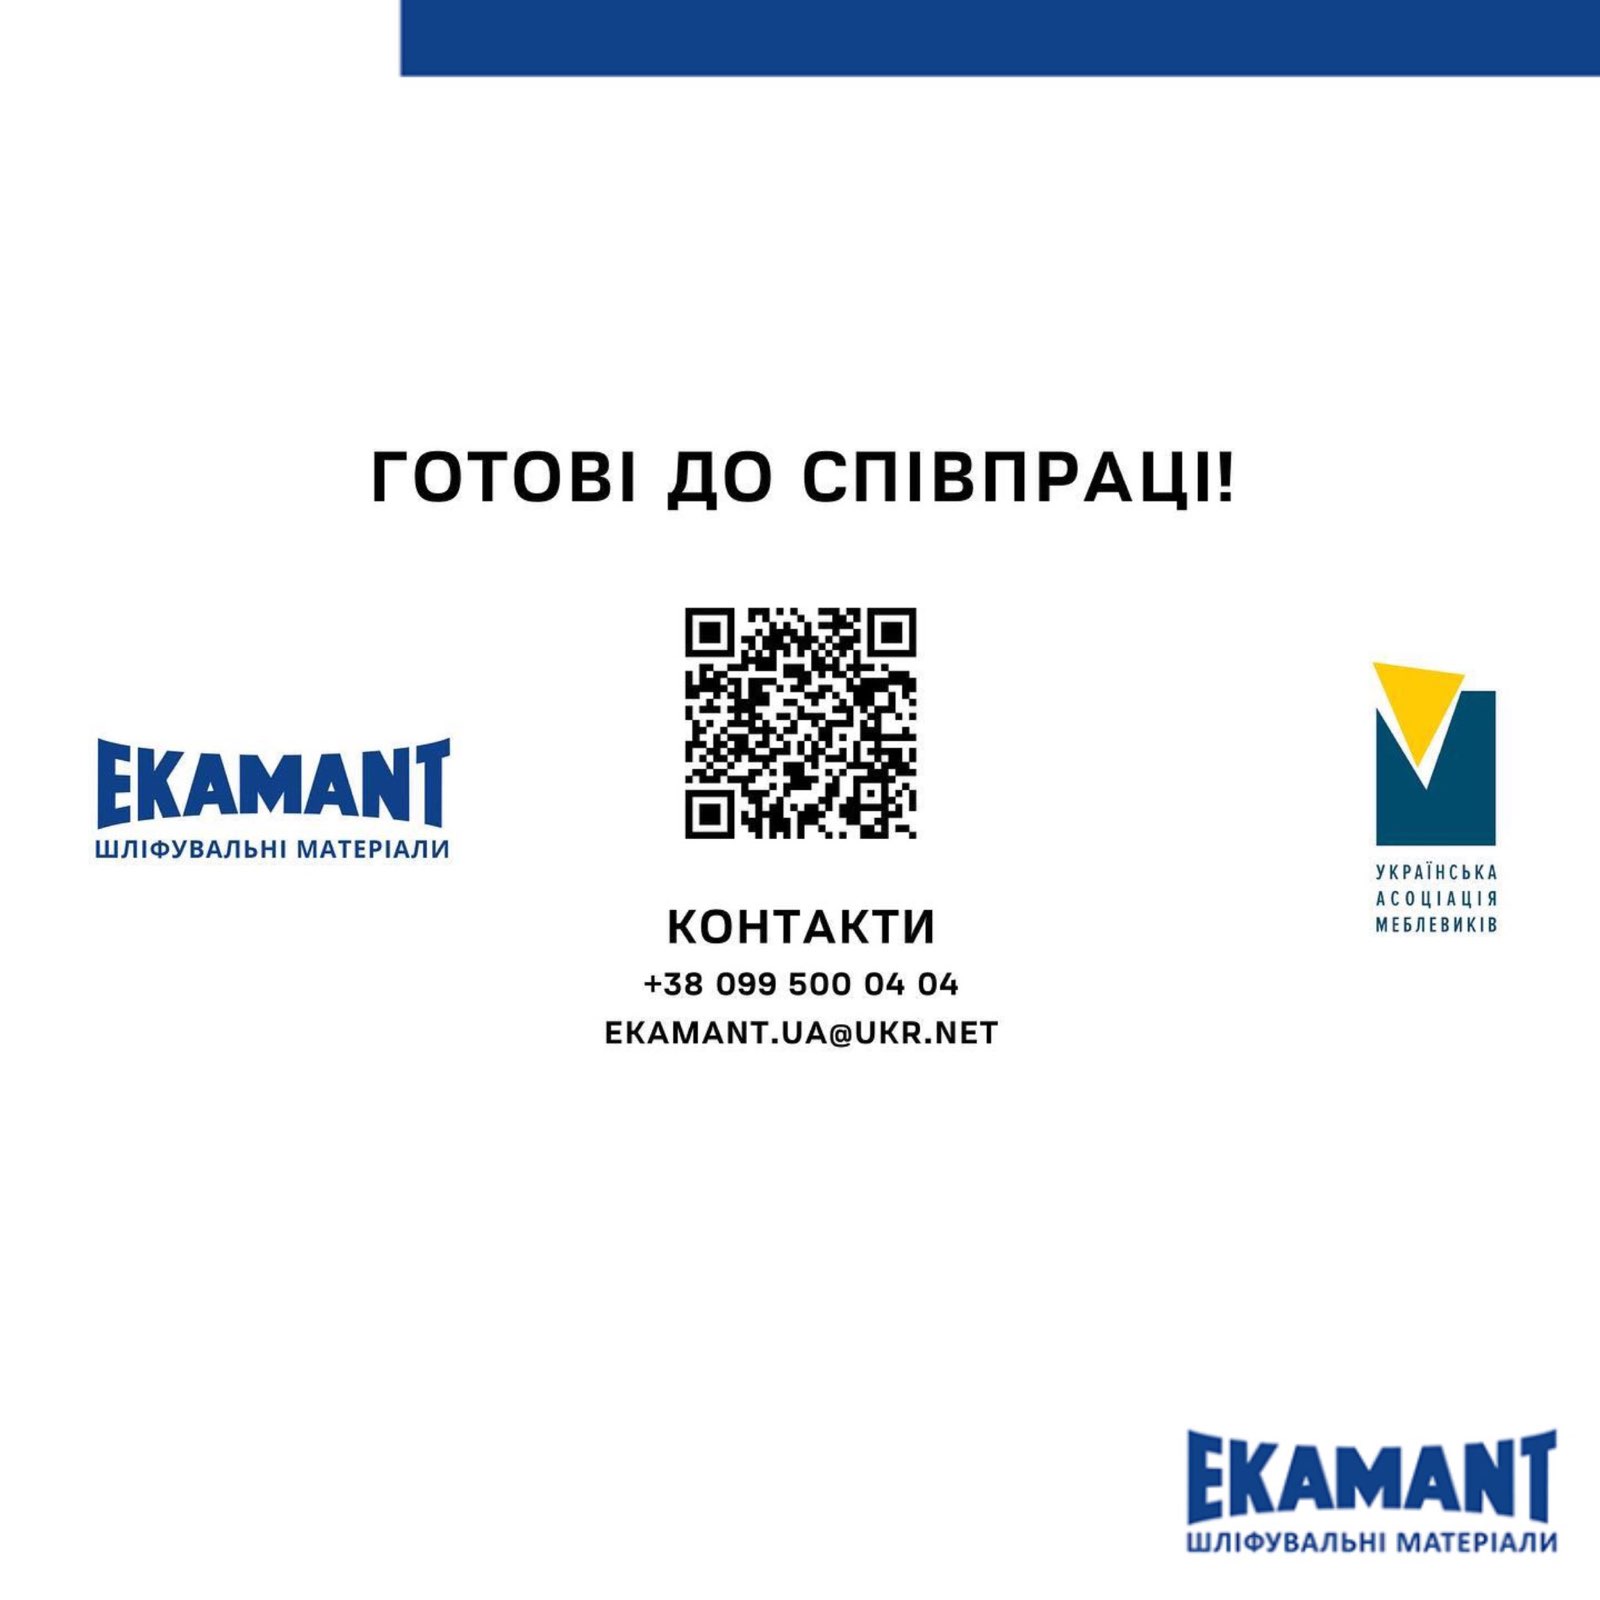 ГОТОВІ ДО СПІВПРАЦІ!
EKAMANT
ШЛІФУВАЛЬНІ МАТЕРІАЛИ
УКРАЇНСЬКА
АСОЦІАЦІЯ
МЕБЛЕВИКІВ
КОНТАКТИ
+38 099 500 04 04
EKAMANT.UA@UKR.NET
EKAMANT
ШЛІФУВАЛЬНІ МАТЕРІАЛИ